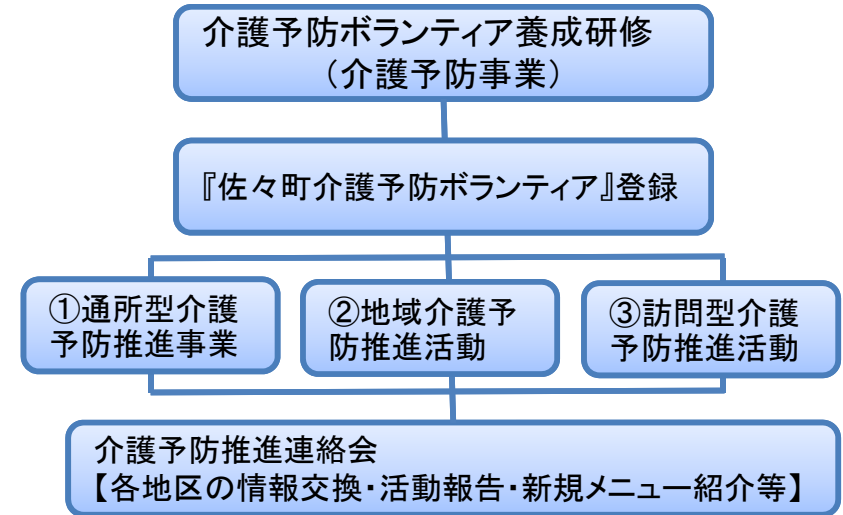 介護予防ボランティア養成研修
（介護予防事業）
『佐々町介護予防ボランティア』登録
①通所型介護
予防推進事業
②地域介護予
防推進活動
③訪問型介護
予防推進活動
介護予防推進連絡会
【各地区の情報交換・活動報告・新規メニュー紹介等】